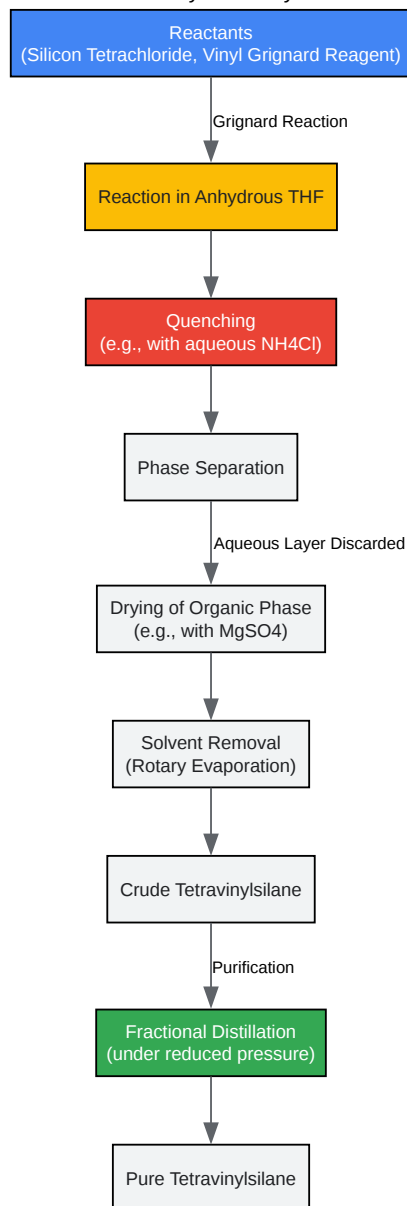 Reactants
(Silicon Tetrachloride, Vinyl Grignard Reagent)
Grignard Reaction
Reaction in Anhydrous THF
Quenching
(e.g., with aqueous NH4Cl)
Phase Separation
Aqueous Layer Discarded
Drying of Organic Phase
(e.g., with MgSO4)
Solvent Removal
(Rotary Evaporation)
Crude Tetravinylsilane
Purification
Fractional Distillation
(under reduced pressure)
Pure Tetravinylsilane